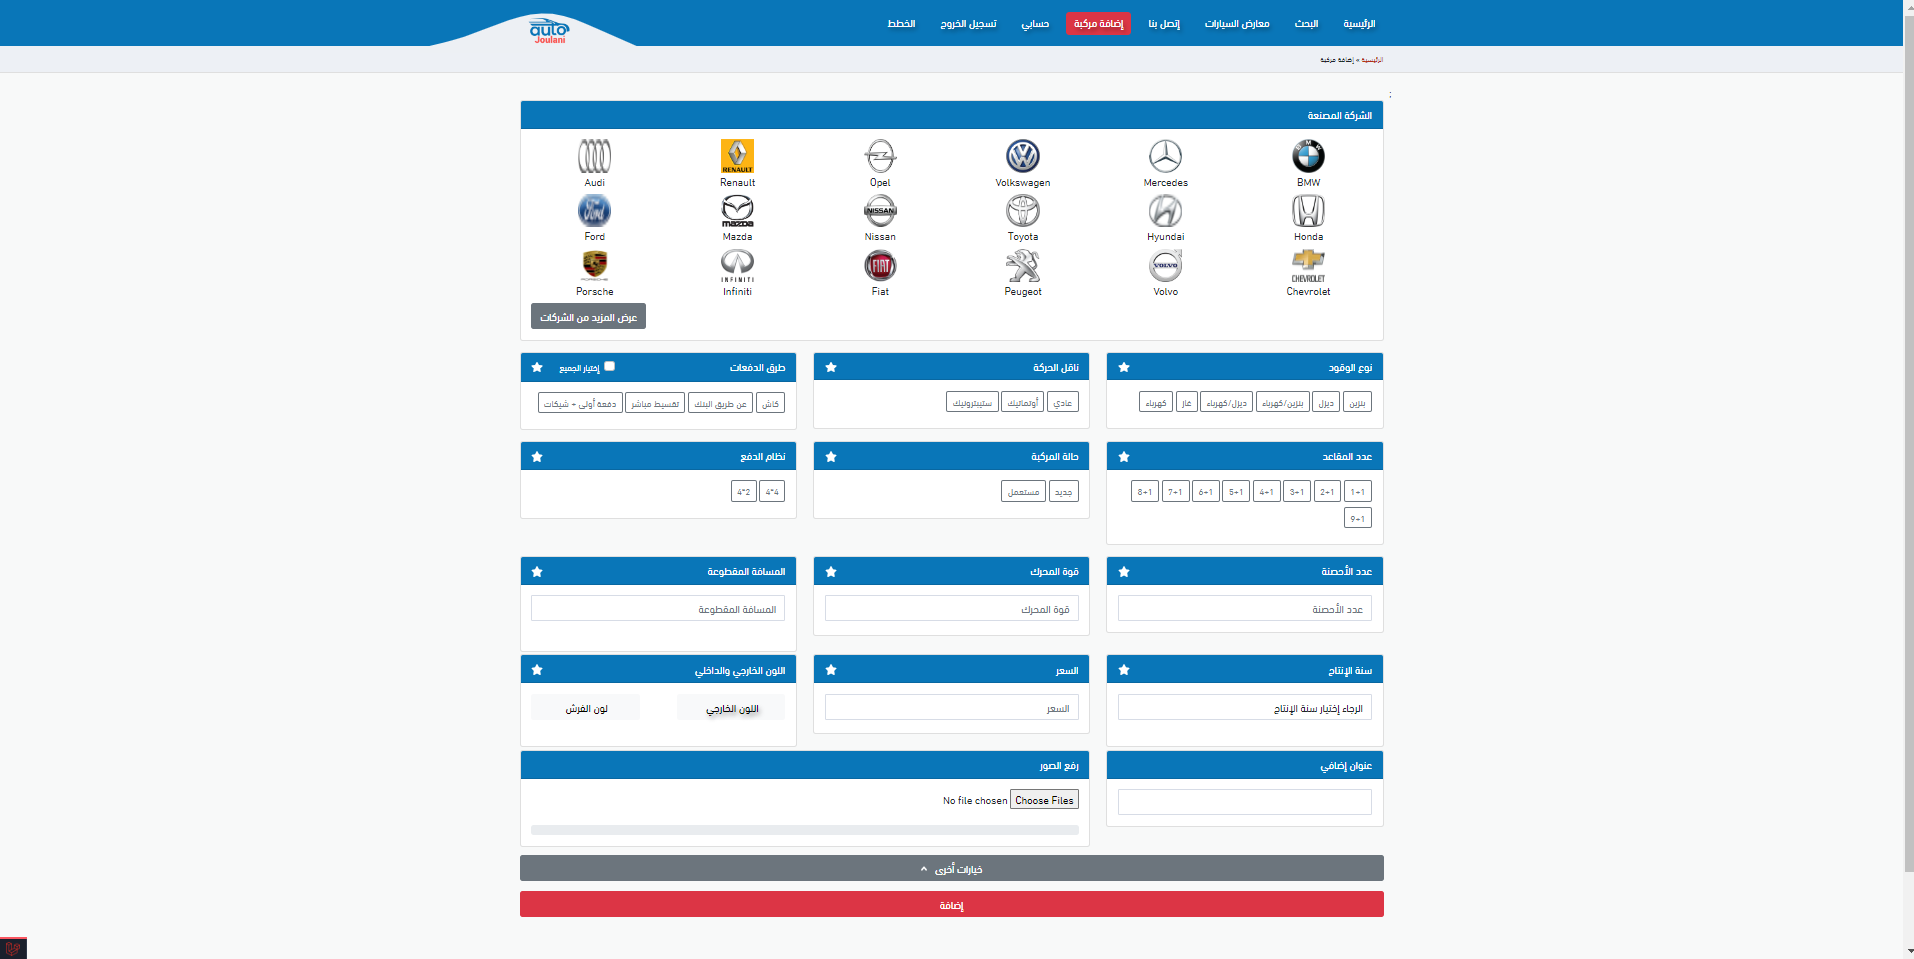 الرئيسية البحث معارض السيارات إتصل بنا إضافة مركبة حسابي تسجيل الخروج الخطط
auto
Joulani
الرئيسية » إضافة مركبة
;
الشركة المصنعة
BMW Mercedes Volkswagen Opel Renault Audi
Honda Hyundai Toyota Nissan Mazda Ford
Chevrolet Volvo Peugeot Fiat Infiniti Porsche
عرض المزيد من الشركات
نوع الوقود
بنزين ديزل بنزين/كهرباء ديزل/كهرباء غاز كهرباء
ناقل الحركة
عادي أوتماتيك ستيبترونيك
طرق الدفعات إختيار الجميع
كاش عن طريق البنك تقسيط مباشر دفعة أولى + شيكات
عدد المقاعد
1+1 2+1 3+1 4+1 5+1 6+1 7+1 8+1
9+1
حالة المركبة
جديد مستعمل
نظام الدفع
4*4 4*2
عدد الأحصنة
عدد الأحصنة
قوة المحرك
قوة المحرك
المسافة المقطوعة
المسافة المقطوعة
سنة الإنتاج
الرجاء إختيار سنة الإنتاج
السعر
السعر
اللون الخارجي والداخلي
اللون الخارجي لون الفرش
عنوان إضافي
رفع الصور
Choose Files No file chosen
خيارات أخرى
إضافة